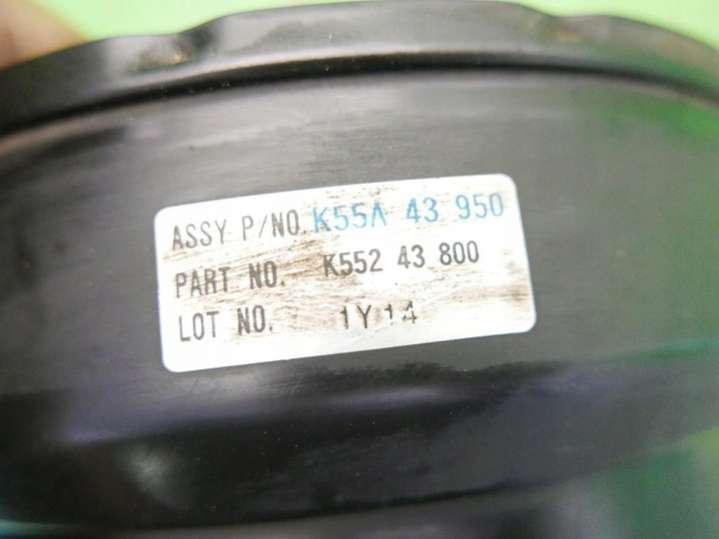 ASSY P/NO. K55A 43 950
PART NO. K552 43 800
LOT NO. 1Y14